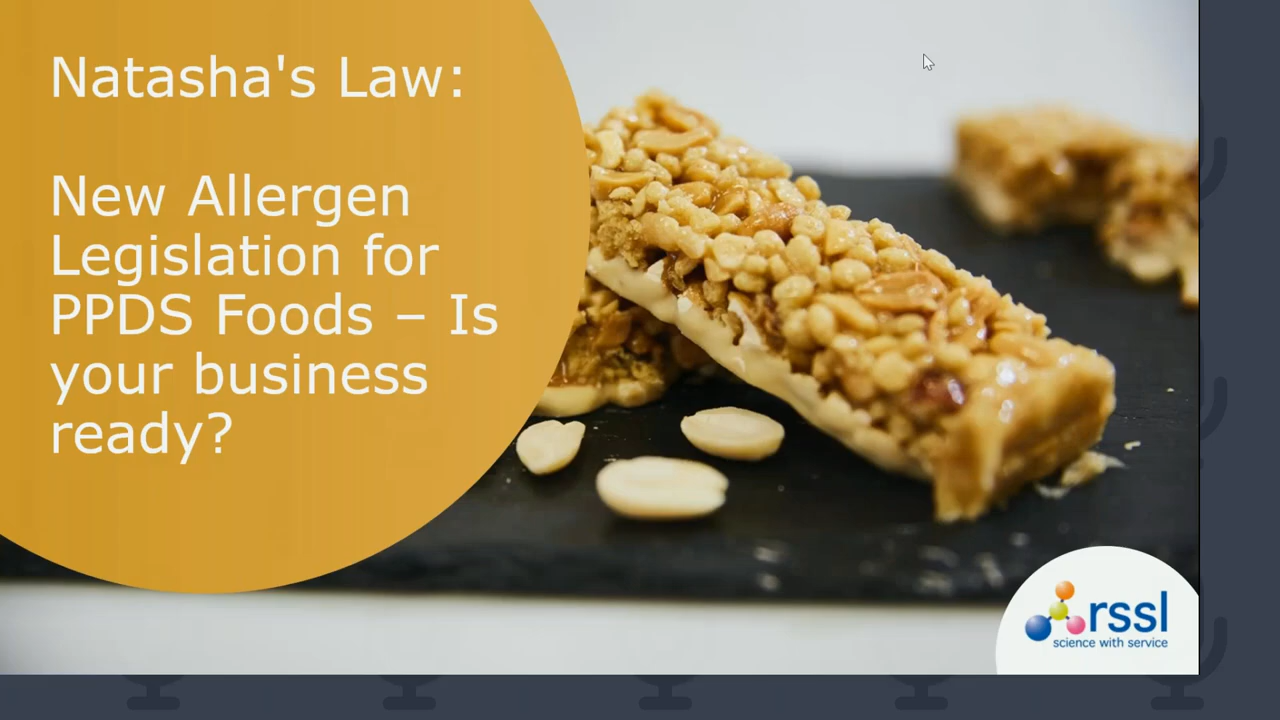 Natasha's Law:
New Allergen
Legislation for
PPDS Foods – Is
your business
ready?
rssl
science with service